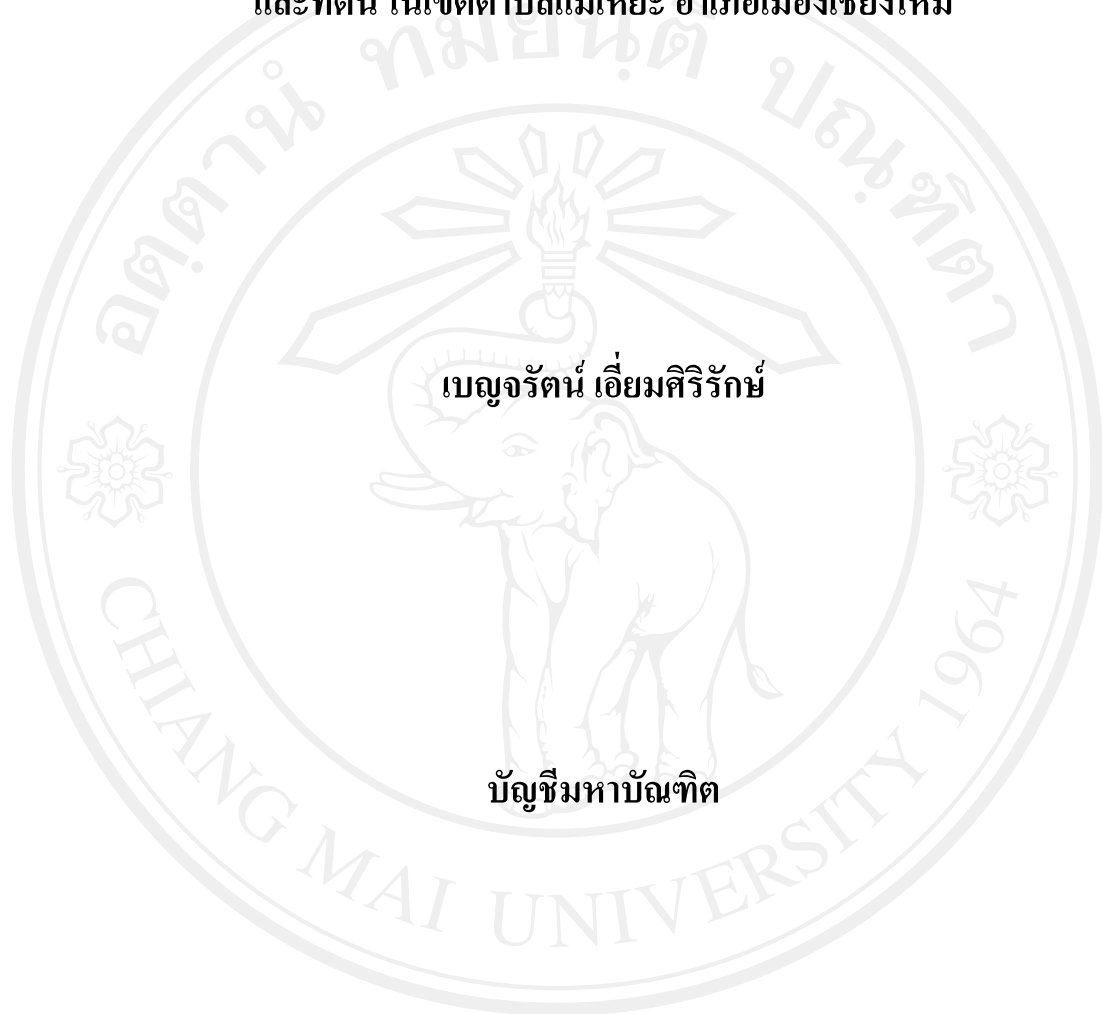 และที่ดิน ในเขตตำบลแม่เหียะ อำเภอเมืองเชียงใหม่
อตฺตานํ ทมยนฺติ ปณฺฑิตา
เบญจรัตน์ เอี่ยมศิริรักษ์
บัญชีมหาบัณฑิต
CHIANG MAI UNIVERSITY 1964